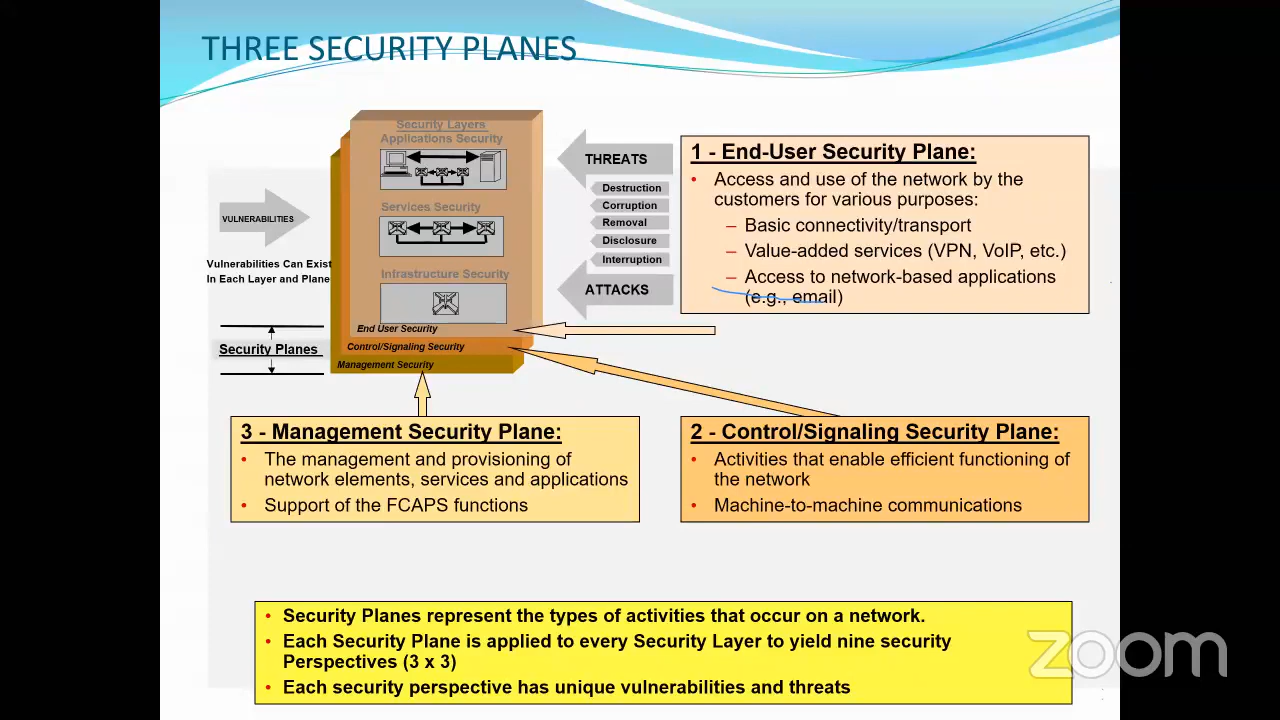 THREE SECURITY PLANES
Security Layers
Applications Security
Services Security
Infrastructure Security
End User Security
Control/Signaling Security
Management Security
VULNERABILITIES
Vulnerabilities Can Exist
In Each Layer and Plane
Security Planes
THREATS
Destruction
Corruption
Removal
Disclosure
Interruption
ATTACKS
1 - End-User Security Plane:
• Access and use of the network by the
customers for various purposes:
– Basic connectivity/transport
– Value-added services (VPN, VoIP, etc.)
– Access to network-based applications
(e.g., email)
3 - Management Security Plane:
• The management and provisioning of
network elements, services and applications
• Support of the FCAPS functions
2 - Control/Signaling Security Plane:
• Activities that enable efficient functioning of
the network
• Machine-to-machine communications
• Security Planes represent the types of activities that occur on a network.
• Each Security Plane is applied to every Security Layer to yield nine security
Perspectives (3 x 3)
• Each security perspective has unique vulnerabilities and threats
zoom